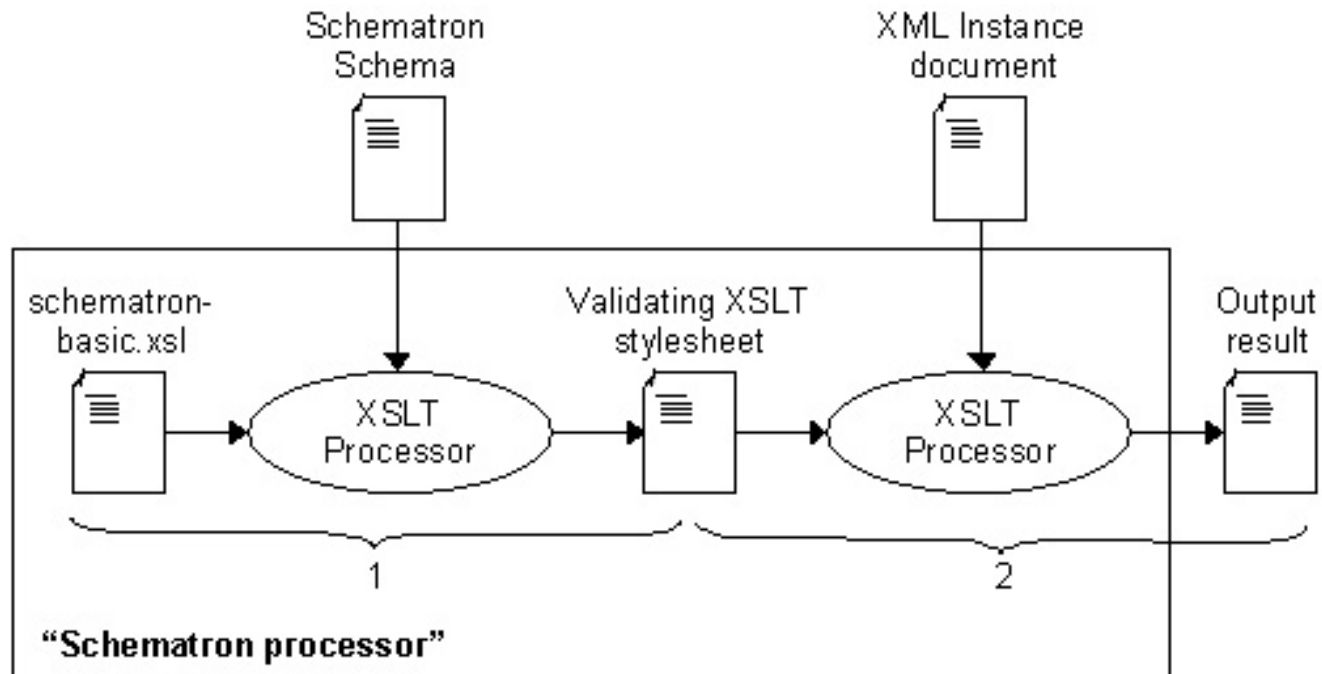 Schematron
Schema
XML Instance
document
schematron-
basic.xsl
Validating XSLT
stylesheet
Output
result
XSLT
Processor
XSLT
Processor
1
2
“Schematron processor”